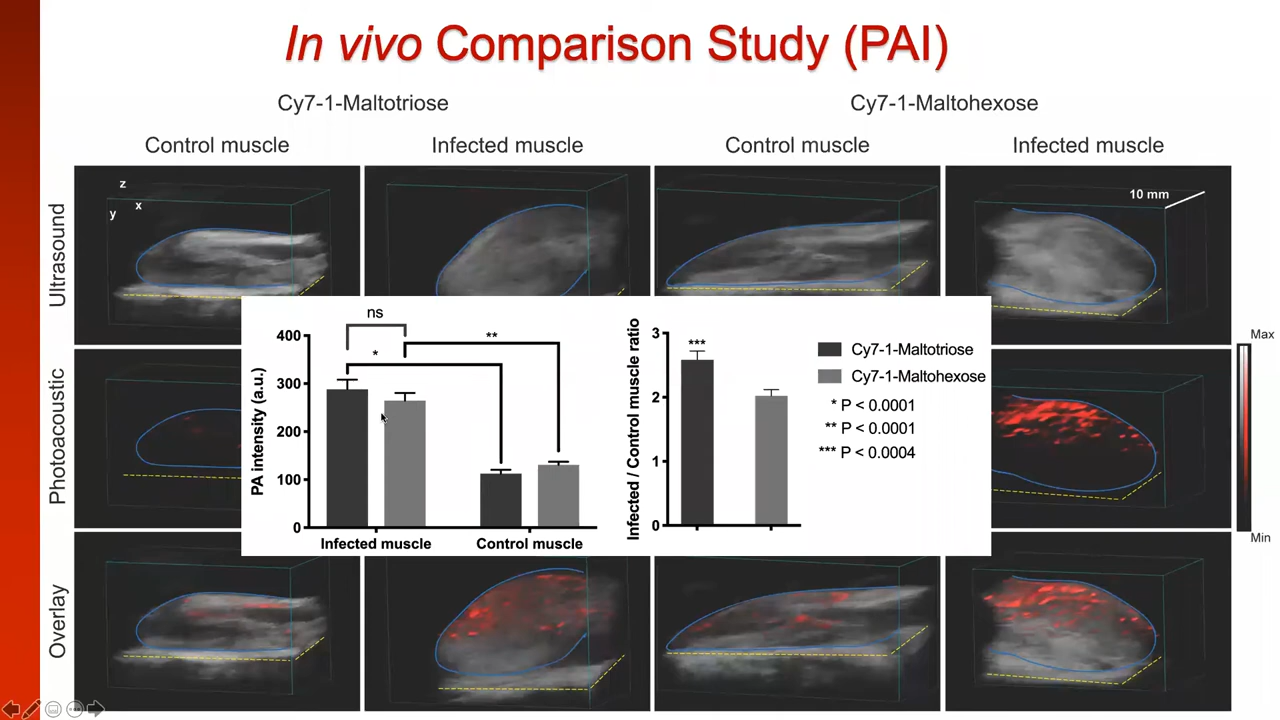 In vivo Comparison Study (PAI)
Cy7-1-Maltotriose
Cy7-1-Maltohexose
Control muscle
Infected muscle
Control muscle
Infected muscle
Ultrasound
z
x
y
10 mm
Photoacoustic
Max
Min
Overlay
PA intensity (a.u.)
400
300
200
100
0
ns
*
**
Infected muscle
Control muscle
Infected / Control muscle ratio
3
2
1
0
***
Cy7-1-Maltotriose
Cy7-1-Maltohexose
* P < 0.0001
** P < 0.0001
*** P < 0.0004